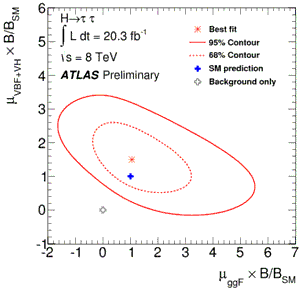 H→τ τ
∫ L dt = 20.3 fb⁻¹
√s = 8 TeV
ATLAS Preliminary
Best fit
95% Contour
68% Contour
SM prediction
Background only
μVBF+VH × B/BSM
6
5
4
3
2
1
0
-1
-2 -1 0 1 2 3 4 5 6 7
μggF × B/BSM